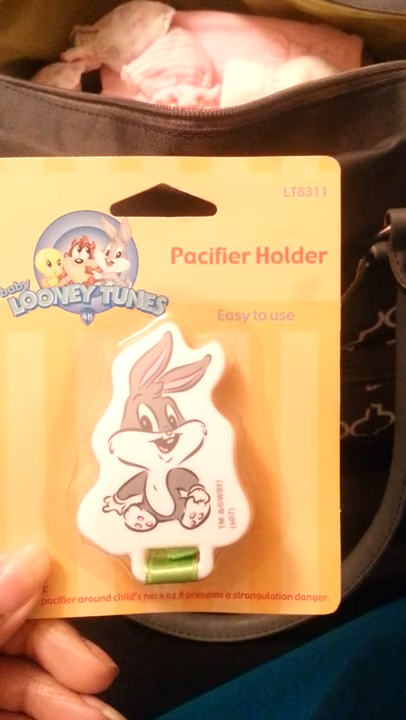 LT8311
Pacifier Holder
baby
LOONEY TUNES
Easy to use
TM & ©WBEI
(s07)
pacifier around child's neck as it presents a strangulation danger.